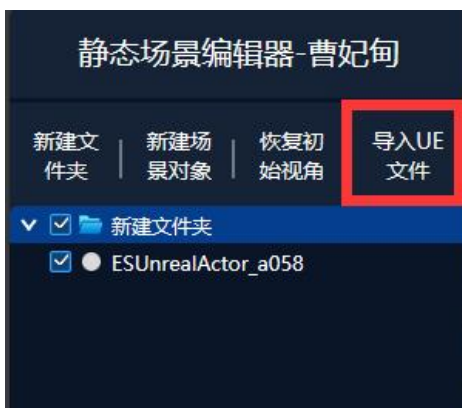 静态场景编辑器-曹妃甸
新建文 新建场 恢复初 导入UE
件夹 景对象 始视角 文件
新建文件夹
ESUnrealActor_a058